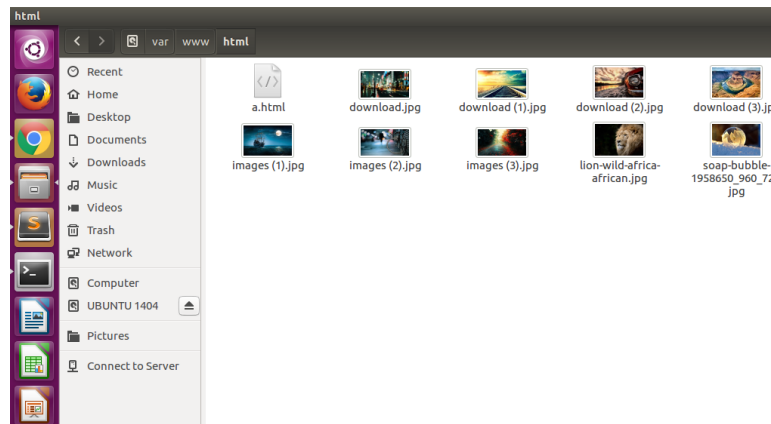 html
var www html
Recent
Home
Desktop
Documents
Downloads
Music
Videos
Trash
Network
Computer
UBUNTU 1404
Pictures
Connect to Server
a.html
download.jpg
download (1).jpg
download (2).jpg
download (3).jp
images (1).jpg
images (2).jpg
images (3).jpg
lion-wild-africa-
african.jpg
soap-bubble-
1958650_960_72
jpg